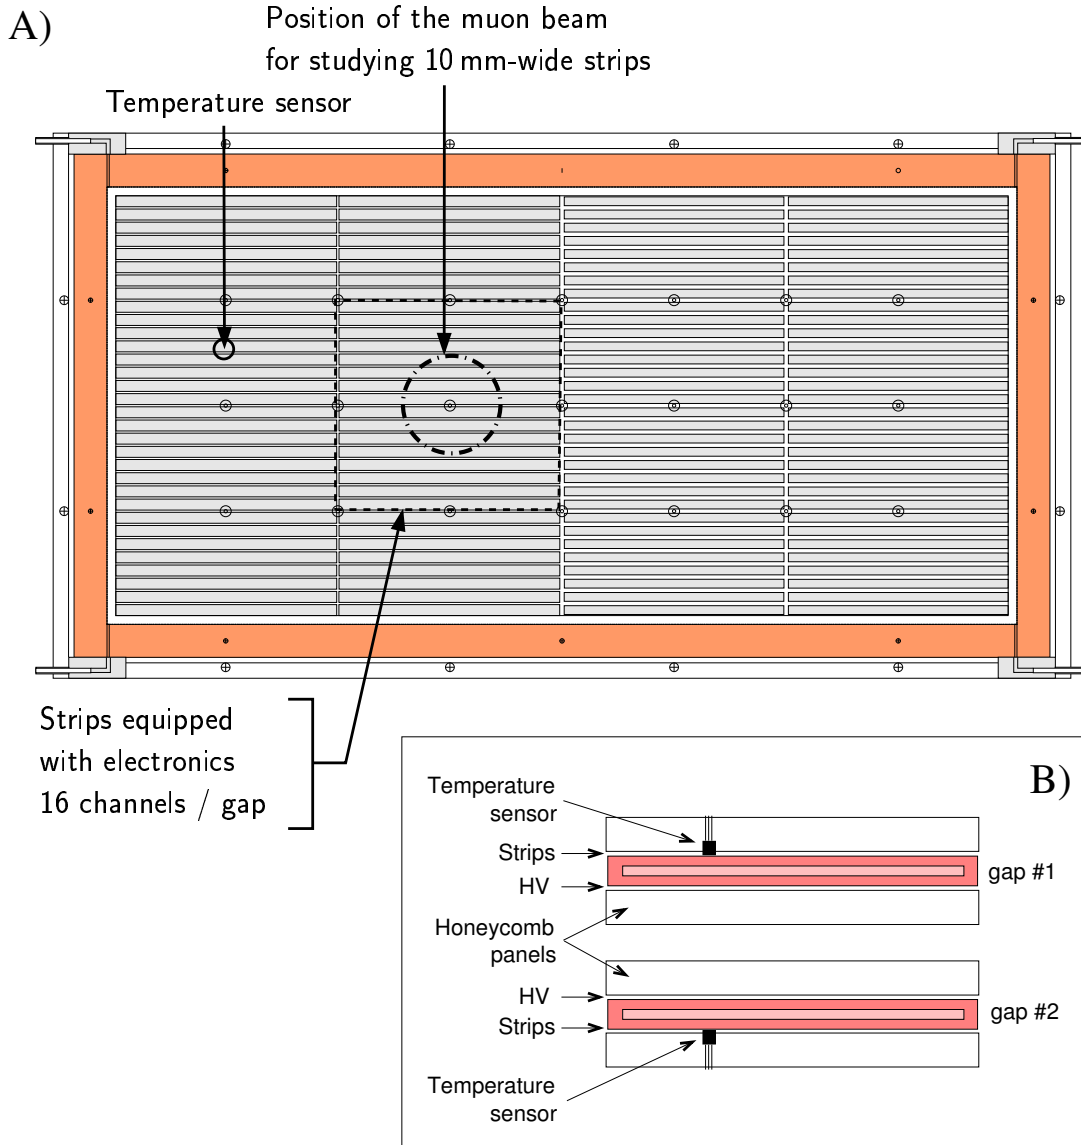 A)
Position of the muon beam
for studying 10 mm-wide strips
Temperature sensor
Strips equipped
with electronics
16 channels / gap
B)
Temperature
sensor
Strips
HV
gap #1
Honeycomb
panels
HV
Strips
gap #2
Temperature
sensor